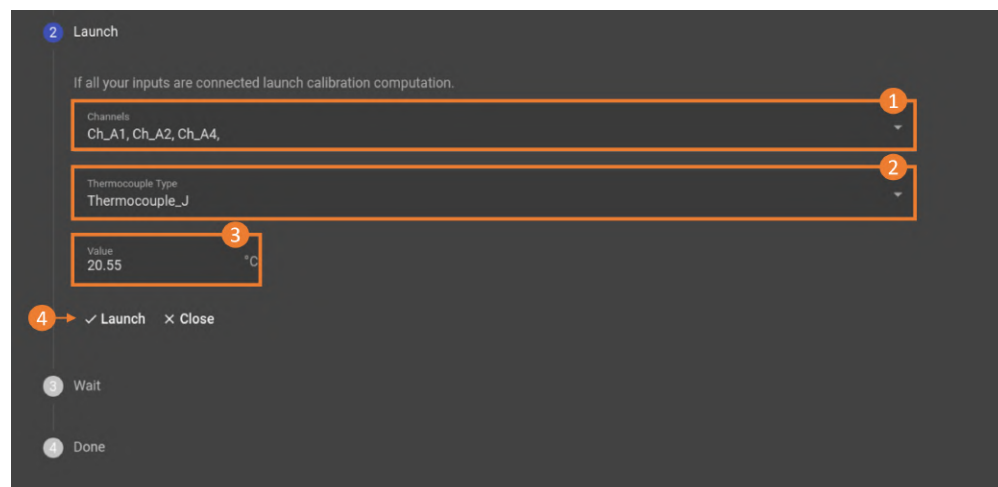 2 Launch
If all your inputs are connected launch calibration computation.
1
Channels
Ch_A1, Ch_A2, Ch_A4,
2
Thermocouple Type
Thermocouple_J
3
Value
20.55 °C
4 Launch Close
3 Wait
4 Done